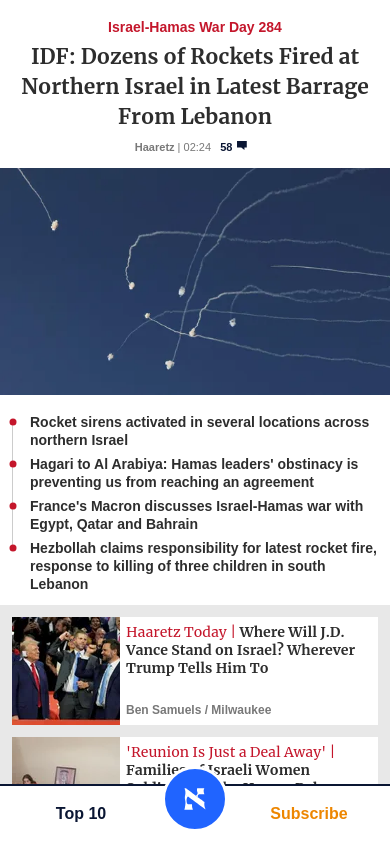 Israel-Hamas War Day 284
IDF: Dozens of Rockets Fired at
Northern Israel in Latest Barrage
From Lebanon
Haaretz | 02:24 58
Rocket sirens activated in several locations across
northern Israel
Hagari to Al Arabiya: Hamas leaders' obstinacy is
preventing us from reaching an agreement
France's Macron discusses Israel-Hamas war with
Egypt, Qatar and Bahrain
Hezbollah claims responsibility for latest rocket fire,
response to killing of three children in south
Lebanon
Haaretz Today | Where Will J.D.
Vance Stand on Israel? Wherever
Trump Tells Him To
Ben Samuels / Milwaukee
'Reunion Is Just a Deal Away' |
Families of Israeli Women
Top 10
Subscribe